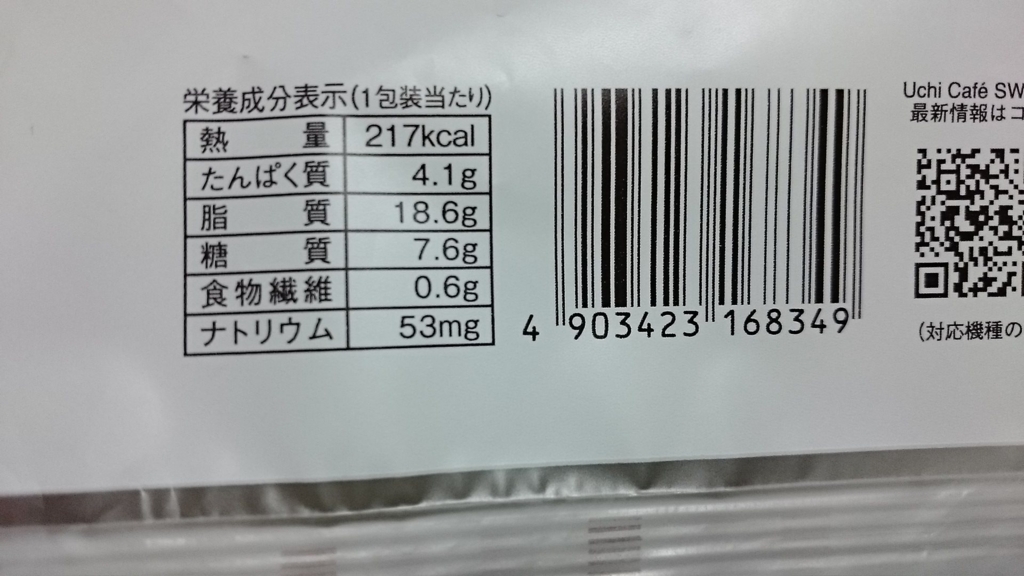 栄養成分表示(1包装当たり)
熱量 217kcal
たんぱく質 4.1g
脂質 18.6g
糖質 7.6g
食物繊維 0.6g
ナトリウム 53mg
4 903423 168349
Uchi Café SW
最新情報はコ
(対応機種の